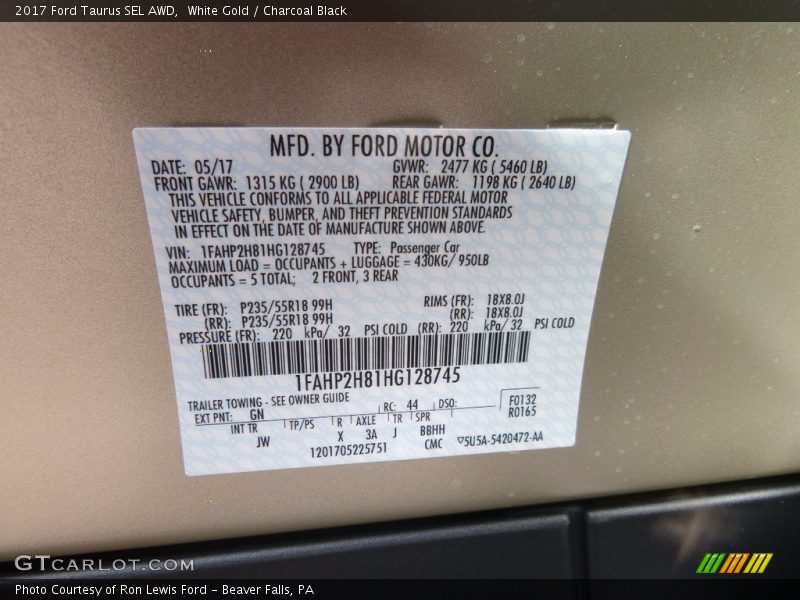 2017 Ford Taurus SEL AWD, White Gold / Charcoal Black
MFD. BY FORD MOTOR CO.
DATE: 05/17 GVWR: 2477 KG ( 5460 LB)
FRONT GAWR: 1315 KG ( 2900 LB) REAR GAWR: 1198 KG ( 2640 LB)
THIS VEHICLE CONFORMS TO ALL APPLICABLE FEDERAL MOTOR
VEHICLE SAFETY, BUMPER, AND THEFT PREVENTION STANDARDS
IN EFFECT ON THE DATE OF MANUFACTURE SHOWN ABOVE.
VIN: 1FAHP2H81HG128745 TYPE: Passenger Car
MAXIMUM LOAD = OCCUPANTS + LUGGAGE = 430KG/ 950LB
OCCUPANTS = 5 TOTAL; 2 FRONT, 3 REAR
TIRE (FR): P235/55R18 99H RIMS (FR): 18X8.0J
(RR): P235/55R18 99H (RR): 18X8.0J
PRESSURE (FR): 220 kPa/ 32 PSI COLD (RR): 220 kPa/ 32 PSI COLD
1FAHP2H81HG128745
TRAILER TOWING - SEE OWNER GUIDE
EXT PNT: GN RC: 44 DSO: F0132
R0165
INT TR TP/PS R AXLE TR SPR
JW X 3A J BBHH
1201705225751 CMC ▽5U5A-5420472-AA
GTCARLOT.COM
Photo Courtesy of Ron Lewis Ford - Beaver Falls, PA